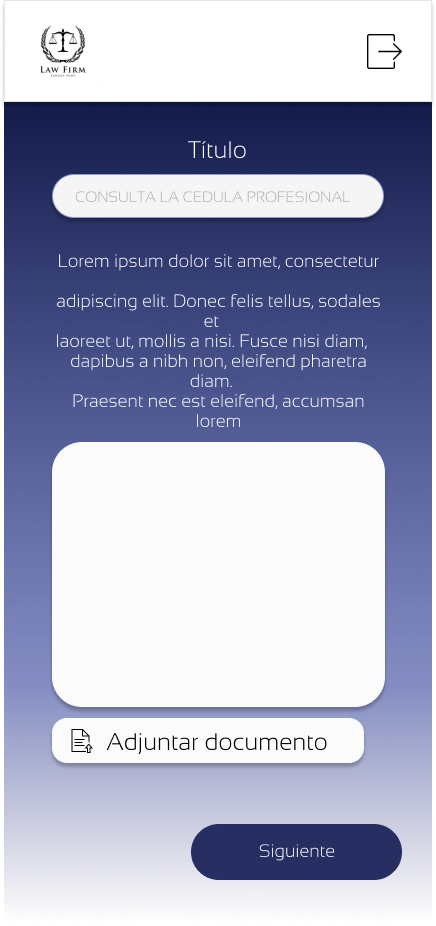 LAW FIRM
Título
CONSULTA LA CEDULA PROFESIONAL
Lorem ipsum dolor sit amet, consectetur
adipiscing elit. Donec felis tellus, sodales
et
laoreet ut, mollis a nisi. Fusce nisi diam,
dapibus a nibh non, eleifend pharetra
diam.
Praesent nec est eleifend, accumsan
lorem
Adjuntar documento
Siguiente